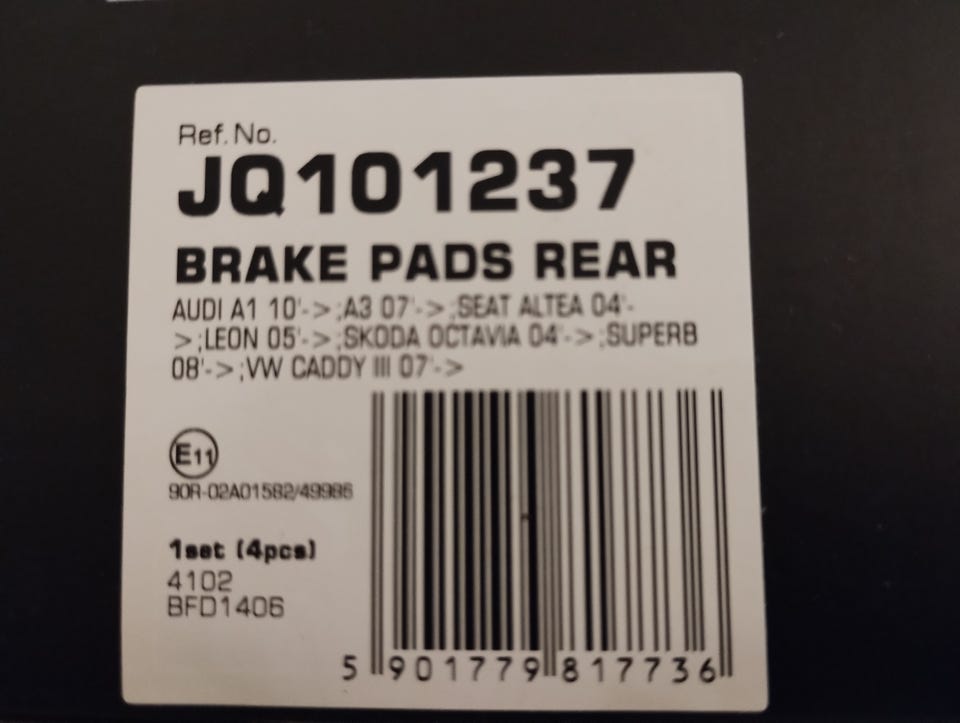 Ref. No.
JQ101237
BRAKE PADS REAR
AUDI A1 10'->;A3 07'->;SEAT ALTEA 04'-
>;LEON 05'->;SKODA OCTAVIA 04'->;SUPERB
08'->;VW CADDY III 07'->
E11
90R-02A01582/49986
1set (4pcs)
4102
BFD1406
5 901779 817736